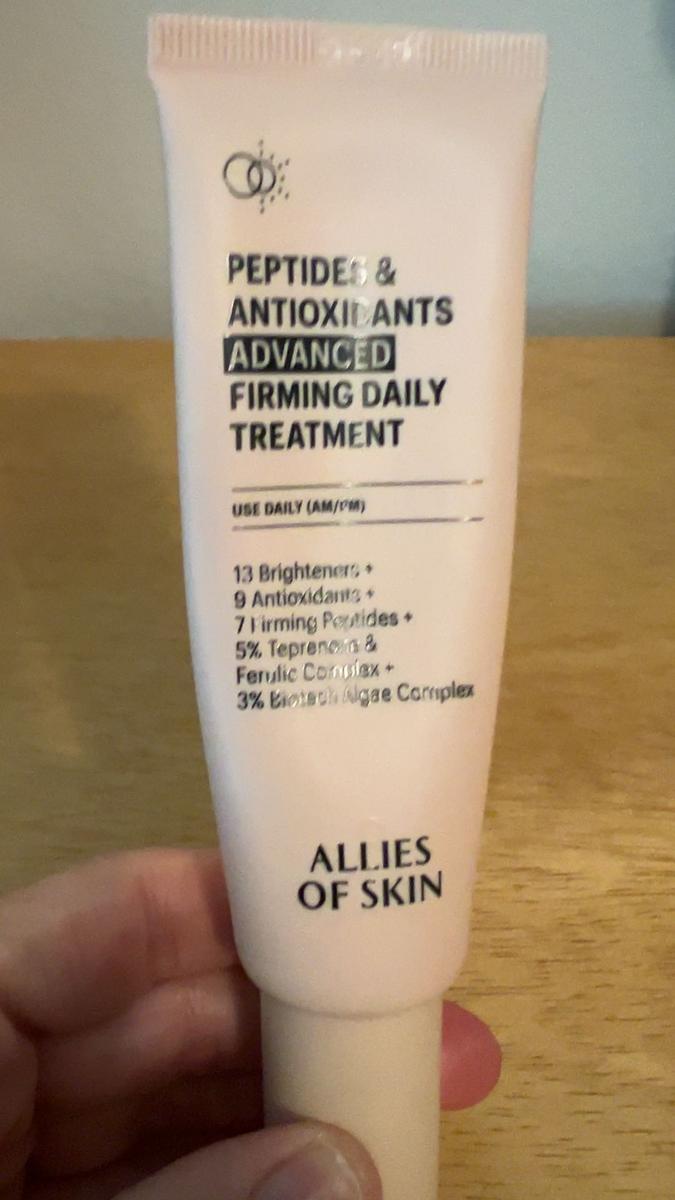 PEPTIDES &
ANTIOXIDANTS
ADVANCED
FIRMING DAILY
TREATMENT
USE DAILY (AM/PM)
13 Brighteners +
9 Antioxidants +
7 Firming Peptides +
5% Teprenone &
Ferulic Complex +
3% Biotech Algae Complex
ALLIES
OF SKIN